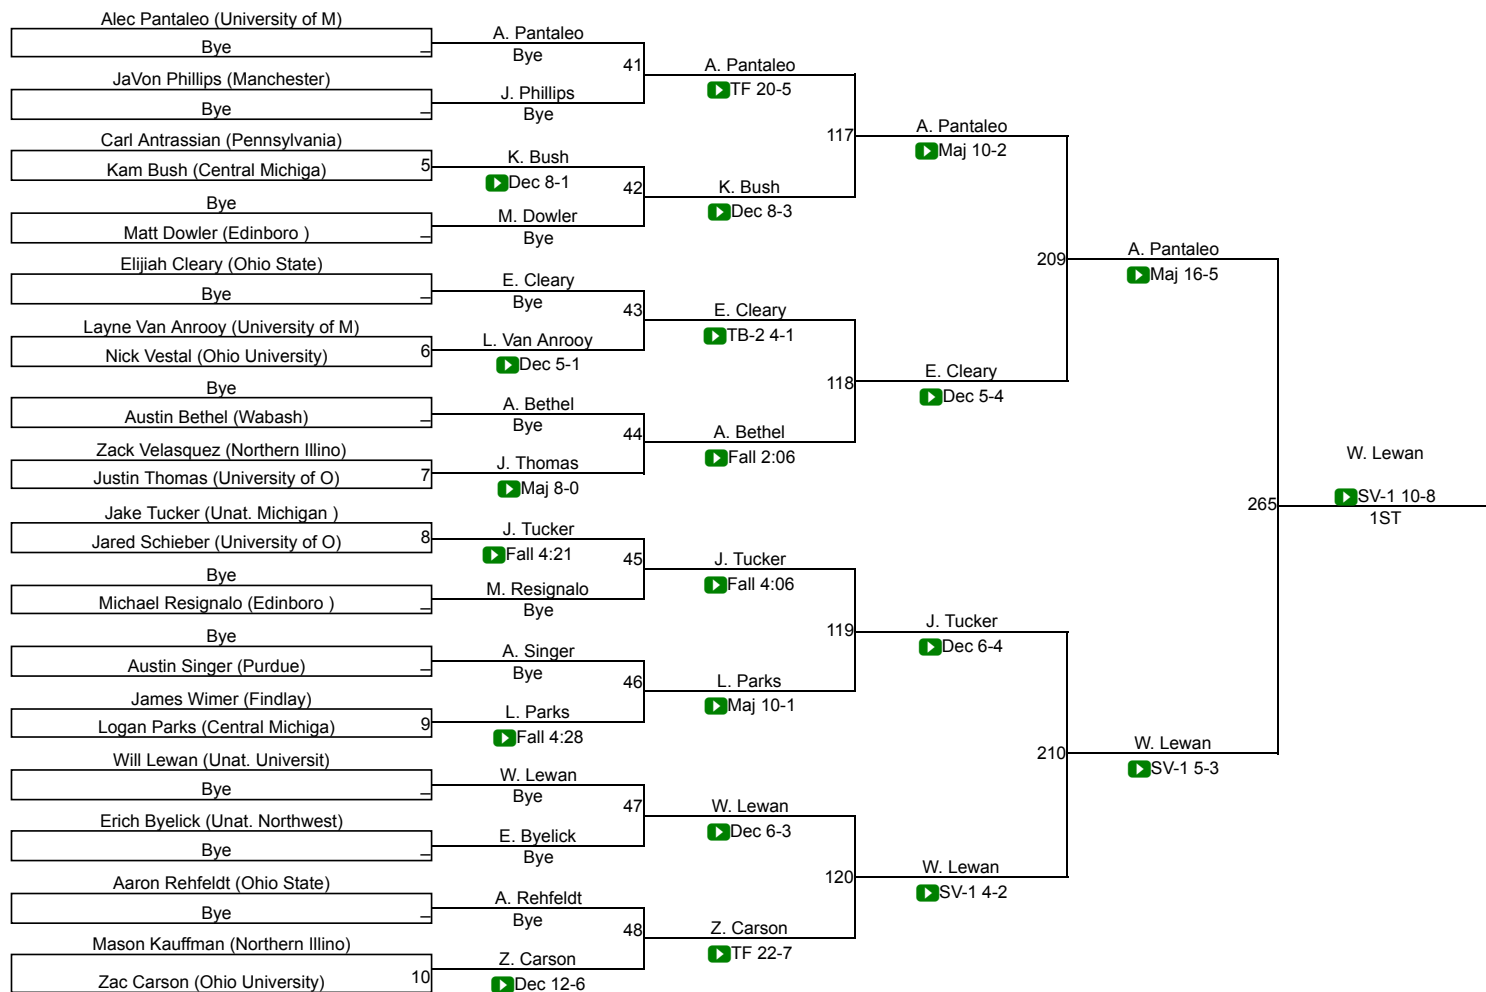 Alec Pantaleo (University of M)
Bye _
JaVon Phillips (Manchester)
Bye _
Carl Antrassian (Pennsylvania)
Kam Bush (Central Michiga) 5
Bye
Matt Dowler (Edinboro ) _
Elijiah Cleary (Ohio State)
Bye _
Layne Van Anrooy (University of M)
Nick Vestal (Ohio University) 6
Bye
Austin Bethel (Wabash) _
Zack Velasquez (Northern Illino)
Justin Thomas (University of O) 7
Jake Tucker (Unat. Michigan )
Jared Schieber (University of O) 8
Bye
Michael Resignalo (Edinboro ) _
Bye
Austin Singer (Purdue) _
James Wimer (Findlay)
Logan Parks (Central Michiga) 9
Will Lewan (Unat. Universit)
Bye _
Erich Byelick (Unat. Northwest)
Bye _
Aaron Rehfeldt (Ohio State)
Bye _
Mason Kauffman (Northern Illino)
Zac Carson (Ohio University) 10
A. Pantaleo
Bye
41
J. Phillips
Bye
K. Bush
Dec 8-1
42
M. Dowler
Bye
E. Cleary
Bye
43
L. Van Anrooy
Dec 5-1
A. Bethel
Bye
44
J. Thomas
Maj 8-0
J. Tucker
Fall 4:21
45
M. Resignalo
Bye
A. Singer
Bye
46
L. Parks
Fall 4:28
W. Lewan
Bye
47
E. Byelick
Bye
A. Rehfeldt
Bye
48
Z. Carson
Dec 12-6
A. Pantaleo
TF 20-5
117
K. Bush
Dec 8-3
E. Cleary
TB-2 4-1
118
A. Bethel
Fall 2:06
J. Tucker
Fall 4:06
119
L. Parks
Maj 10-1
W. Lewan
Dec 6-3
120
Z. Carson
TF 22-7
A. Pantaleo
Maj 10-2
209
E. Cleary
Dec 5-4
J. Tucker
Dec 6-4
210
W. Lewan
SV-1 4-2
A. Pantaleo
Maj 16-5
265
W. Lewan
SV-1 5-3
W. Lewan
SV-1 10-8
1ST